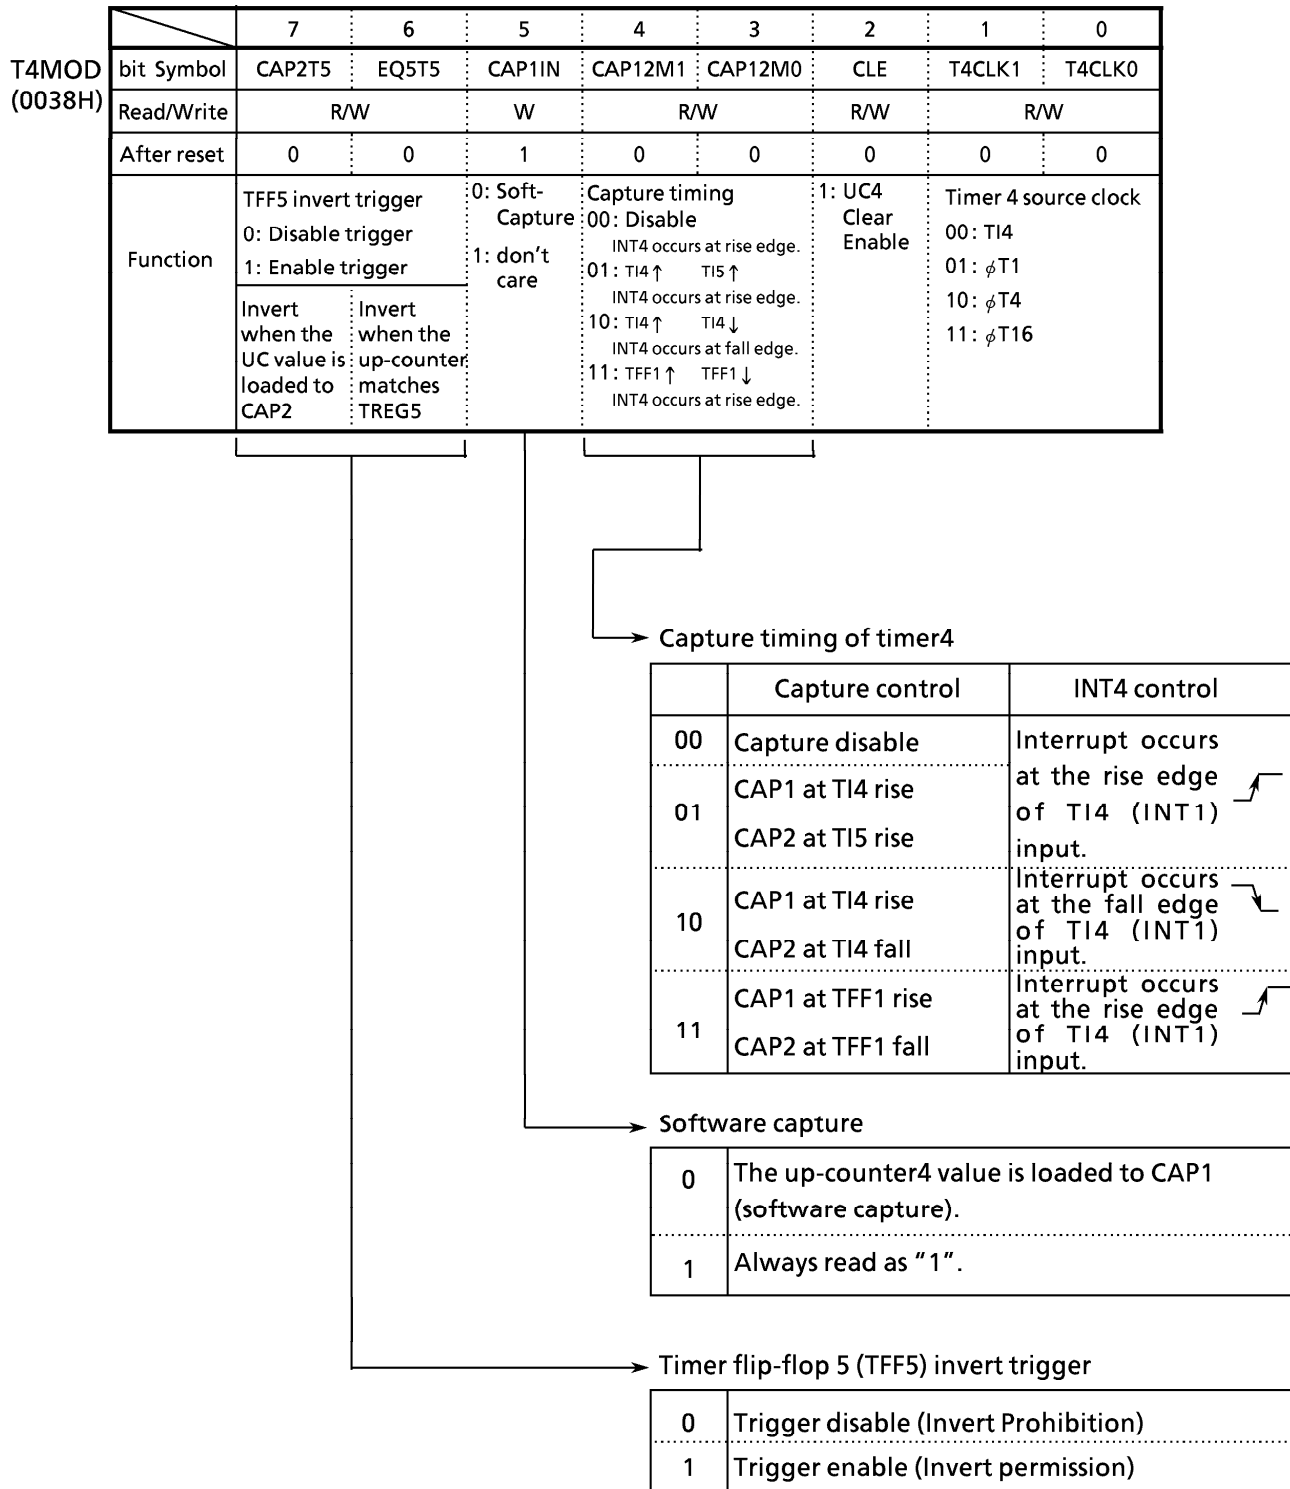 7 6 5 4 3 2 1 0
T4MOD
(0038H)
bit Symbol CAP2T5 EQ5T5 CAP1IN CAP12M1 CAP12M0 CLE T4CLK1 T4CLK0
Read/Write R/W W R/W R/W R/W
After reset 0 0 1 0 0 0 0 0
Function
TFF5 invert trigger
0: Disable trigger
1: Enable trigger
Invert
when the
UC value is
loaded to
CAP2
Invert
when the
up-counter
matches
TREG5
0: Soft-
Capture
1: don't
care
Capture timing
00: Disable
INT4 occurs at rise edge.
01: TI4↑ TI5↑
INT4 occurs at rise edge.
10: TI4↑ TI4↓
INT4 occurs at fall edge.
11: TFF1↑ TFF1↓
INT4 occurs at rise edge.
1: UC4
Clear
Enable
Timer 4 source clock
00: TI4
01: ϕT1
10: ϕT4
11: ϕT16
Capture timing of timer4
Capture control INT4 control
00 Capture disable
01 CAP1 at TI4 rise
CAP2 at TI5 rise
Interrupt occurs
at the rise edge
of TI4 (INT1)
input.
10 CAP1 at TI4 rise
CAP2 at TI4 fall
Interrupt occurs
at the fall edge
of TI4 (INT1)
input.
11 CAP1 at TFF1 rise
CAP2 at TFF1 fall
Interrupt occurs
at the rise edge
of TI4 (INT1)
input.
Software capture
0 The up-counter4 value is loaded to CAP1
(software capture).
1 Always read as "1".
Timer flip-flop 5 (TFF5) invert trigger
0 Trigger disable (Invert Prohibition)
1 Trigger enable (Invert permission)